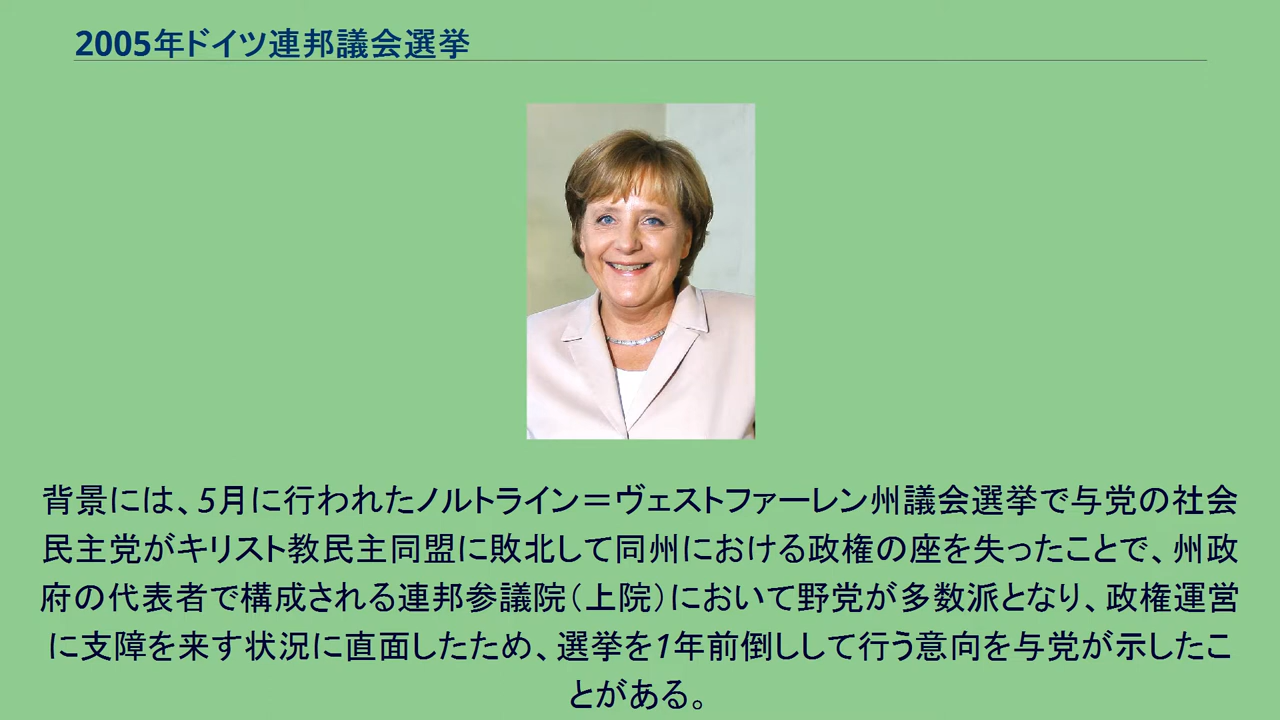 2005年ドイツ連邦議会選挙
背景には、5月に行われたノルトライン＝ヴェストファーレン州議会選挙で与党の社会
民主党がキリスト教民主同盟に敗北して同州における政権の座を失ったことで、州政
府の代表者で構成される連邦参議院（上院）において野党が多数派となり、政権運営
に支障を来す状況に直面したため、選挙を1年前倒しして行う意向を与党が示したこ
とがある。